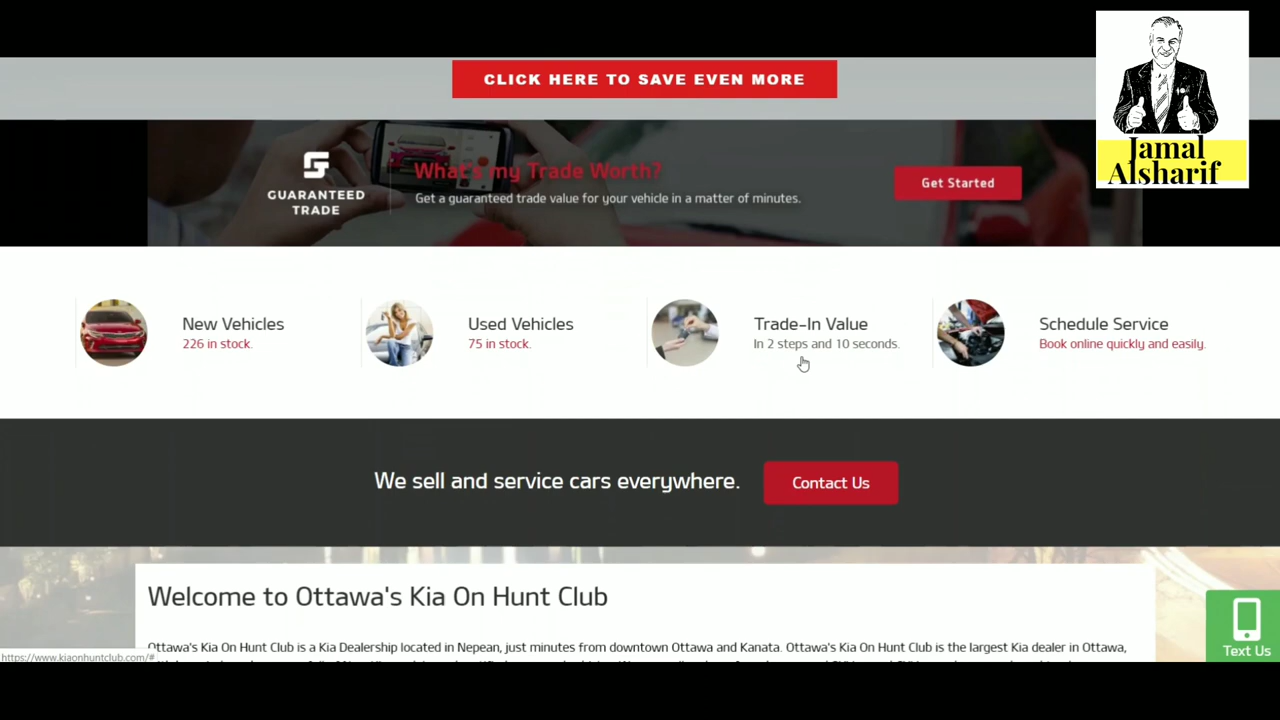 CLICK HERE TO SAVE EVEN MORE
Jamal
Alsharif
GUARANTEED
TRADE
What's my Trade Worth?
Get a guaranteed trade value for your vehicle in a matter of minutes.
Get Started
New Vehicles
226 in stock.
Used Vehicles
75 in stock.
Trade-In Value
In 2 steps and 10 seconds.
Schedule Service
Book online quickly and easily.
We sell and service cars everywhere.
Contact Us
Welcome to Ottawa's Kia On Hunt Club
Ottawa's Kia On Hunt Club is a Kia Dealership located in Nepean, just minutes from downtown Ottawa and Kanata. Ottawa's Kia On Hunt Club is the largest Kia dealer in Ottawa,
https://www.kiaonhuntclub.com/#
Text Us